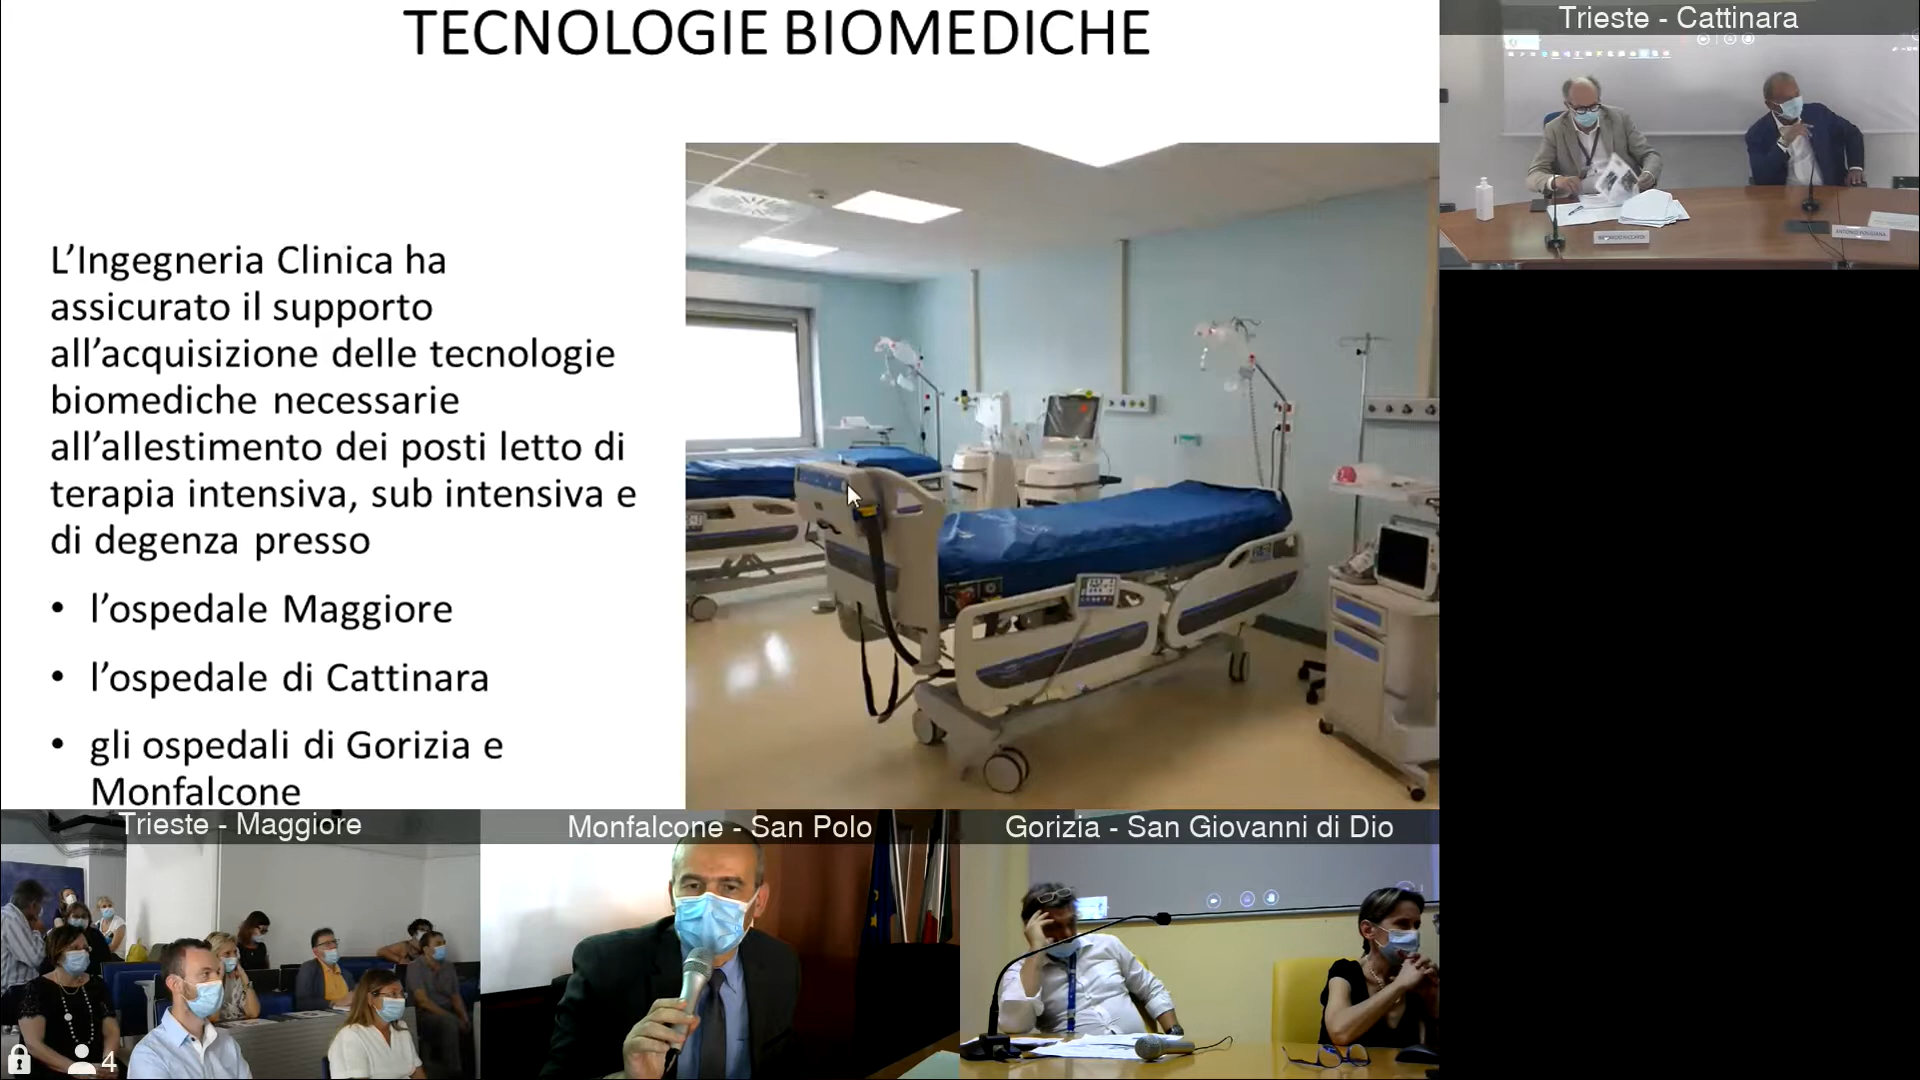 TECNOLOGIE BIOMEDICHE
Trieste - Cattinara
L’Ingegneria Clinica ha
assicurato il supporto
all’acquisizione delle tecnologie
biomediche necessarie
all’allestimento dei posti letto di
terapia intensiva, sub intensiva e
di degenza presso
• l’ospedale Maggiore
• l’ospedale di Cattinara
• gli ospedali di Gorizia e
Monfalcone
Trieste - Maggiore
Monfalcone - San Polo
Gorizia - San Giovanni di Dio
4